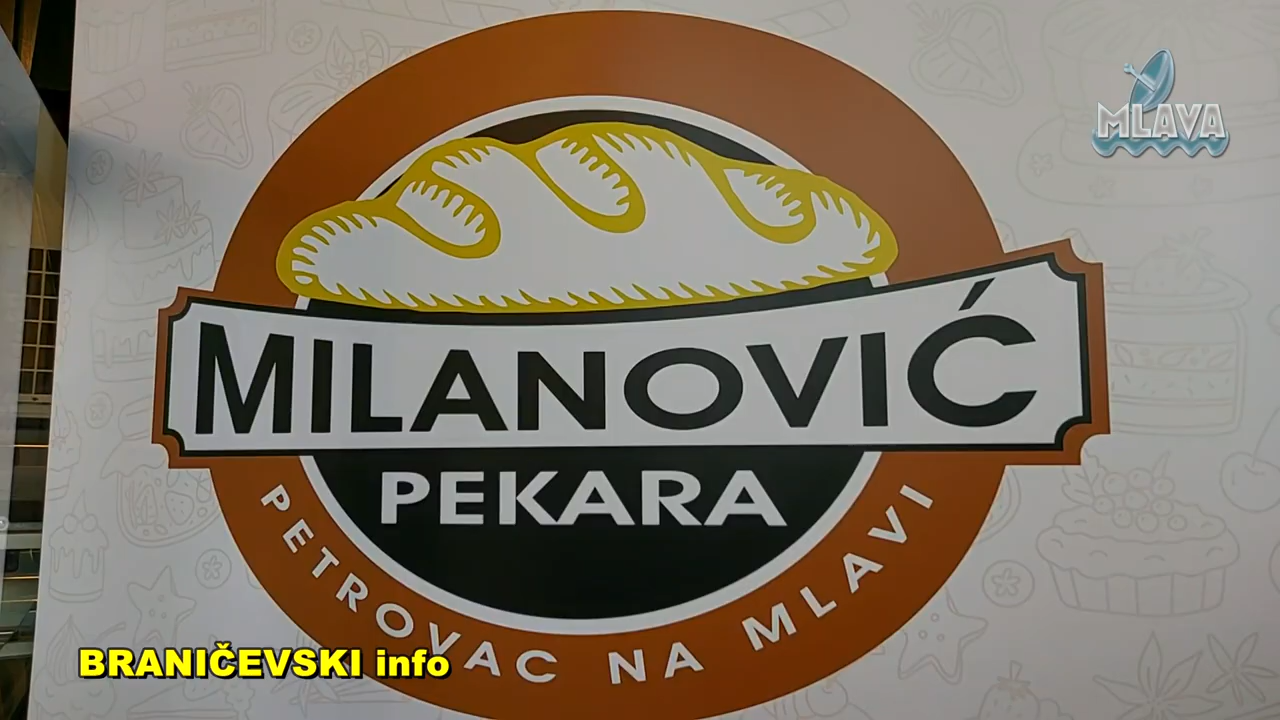 MLAVA
MILANOVIĆ
PEKARA
PETROVAC NA MLAVI
BRANIČEVSKI info